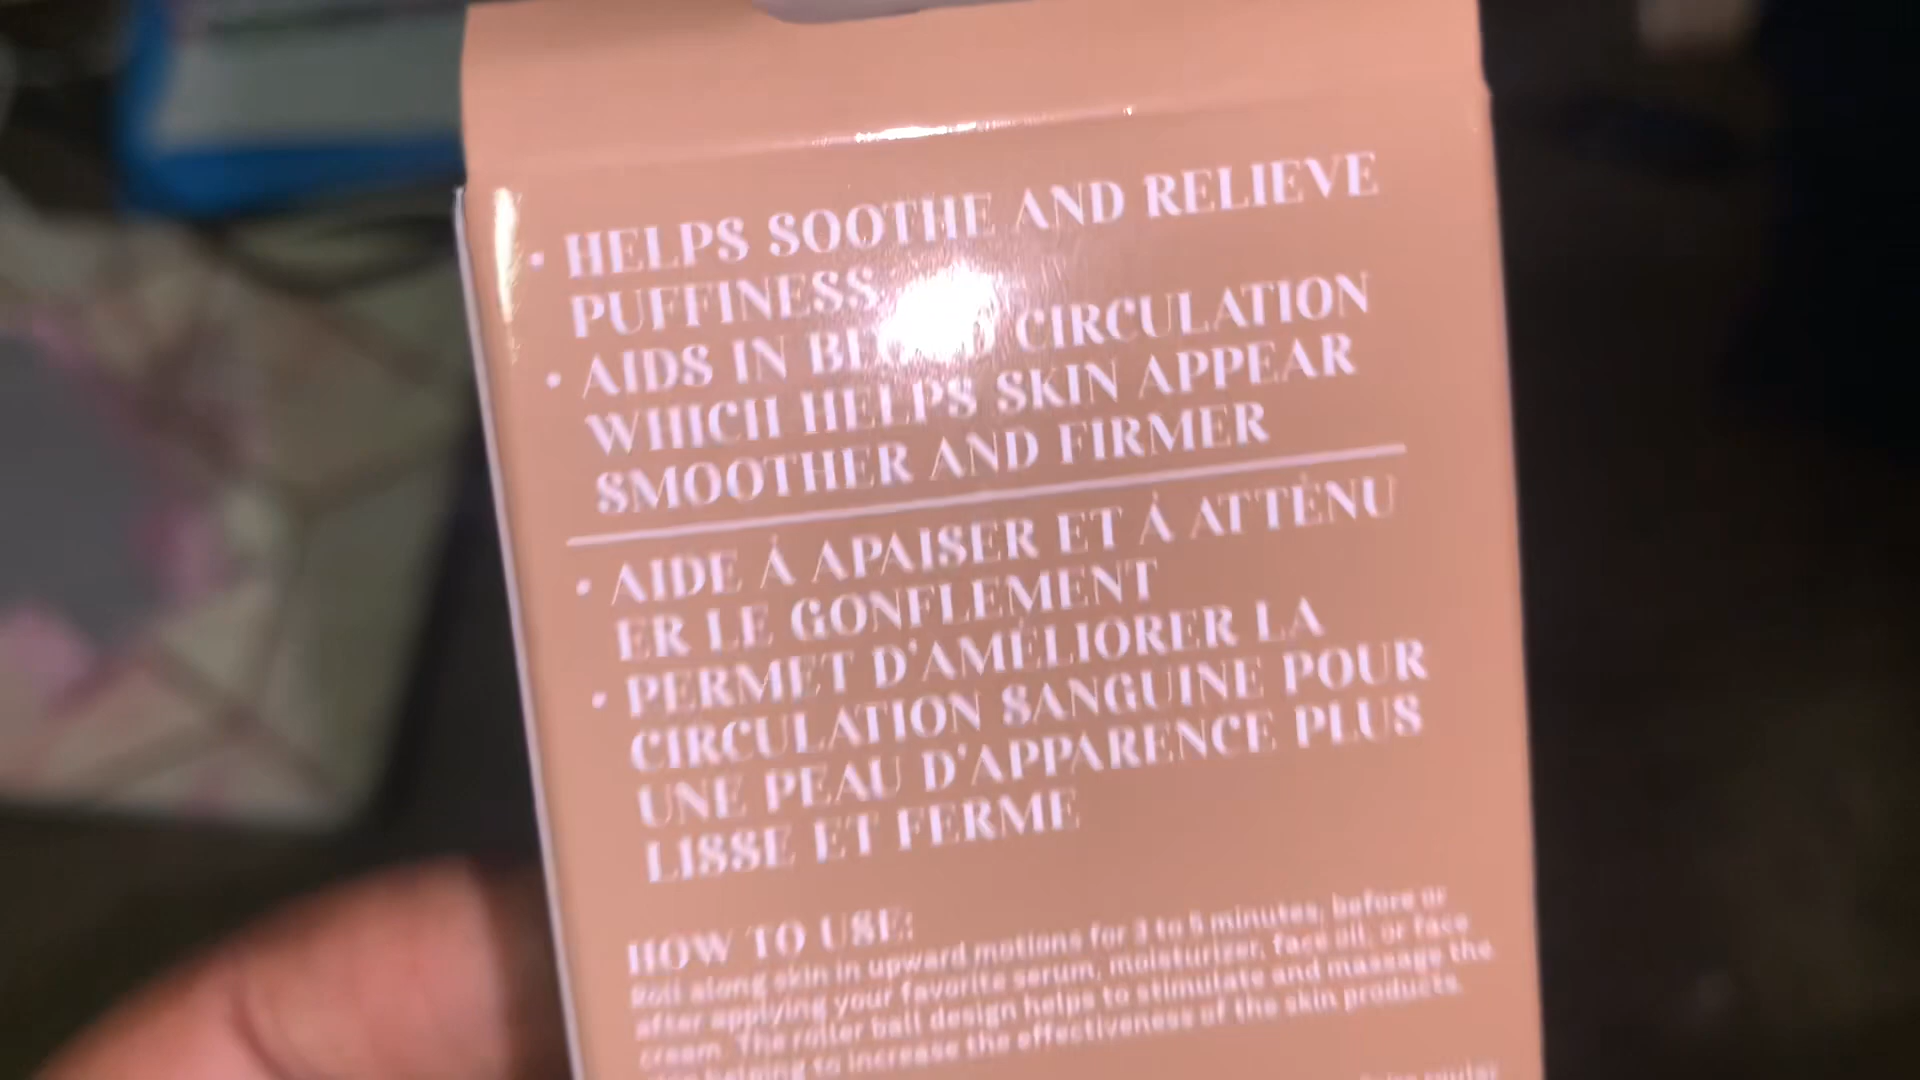 • HELPS SOOTHE AND RELIEVE
PUFFINESS
• AIDS IN CIRCULATION
WHICH HELPS SKIN APPEAR
SMOOTHER AND FIRMER
• AIDE À APAISER ET À ATTÉNU
ER LE GONFLEMENT
• PERMET D'AMÉLIORER LA
CIRCULATION SANGUINE POUR
UNE PEAU D'APPARENCE PLUS
LISSE ET FERME
HOW TO USE:
Roll along skin in upward motions for to 5 minutes, before or
after applying your favorite serum, moisturizer, face oil, or face
cream. The roller ball design helps to stimulate and massage the
helping to increase the effectiveness of the skin products.